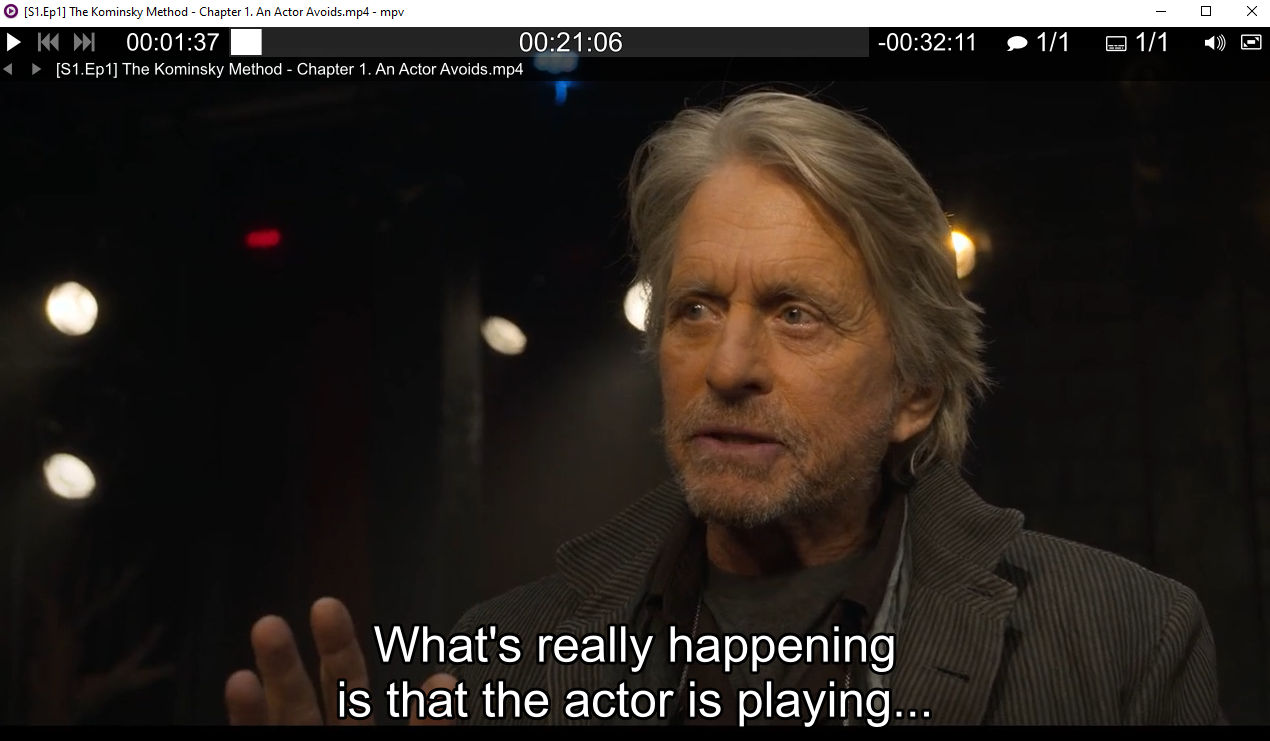 [S1.Ep1] The Kominsky Method - Chapter 1. An Actor Avoids.mp4 - mpv
00:01:37 00:21:06 -00:32:11 1/1 1/1
[S1.Ep1] The Kominsky Method - Chapter 1. An Actor Avoids.mp4
What's really happening
is that the actor is playing...